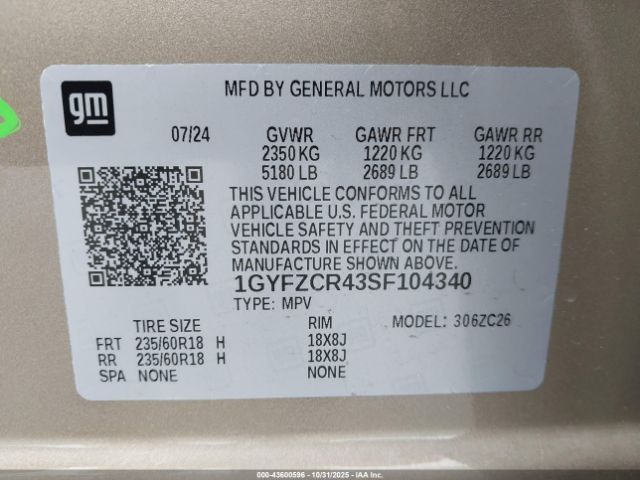 gm
MFD BY GENERAL MOTORS LLC
07/24 GVWR GAWR FRT GAWR RR
2350 KG 1220 KG 1220 KG
5180 LB 2689 LB 2689 LB
THIS VEHICLE CONFORMS TO ALL
APPLICABLE U.S. FEDERAL MOTOR
VEHICLE SAFETY AND THEFT PREVENTION
STANDARDS IN EFFECT ON THE DATE OF
MANUFACTURE SHOWN ABOVE.
1GYFZCR43SF104340
TYPE: MPV
TIRE SIZE RIM MODEL: 306ZC26
FRT 235/60R18 H 18X8J
RR 235/60R18 H 18X8J
SPA NONE NONE
000-43600596 - 10/31/2025 - IAA Inc.